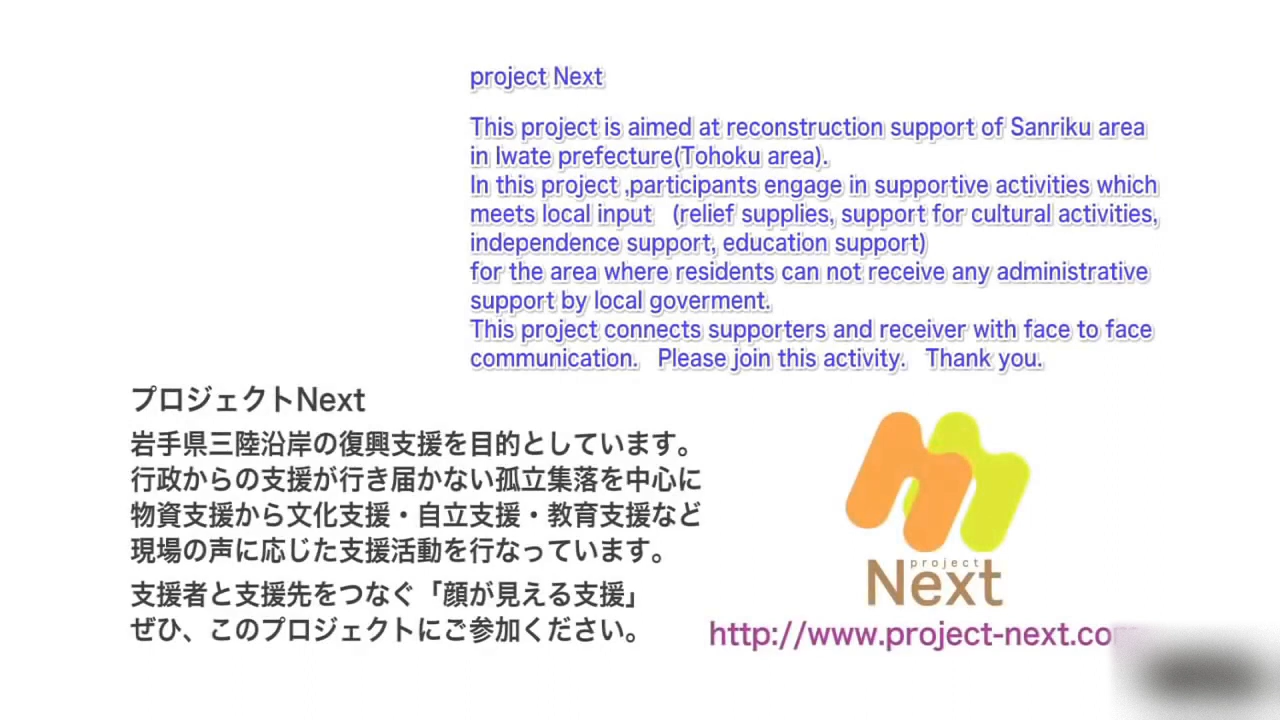 project Next
This project is aimed at reconstruction support of Sanriku area
in Iwate prefecture(Tohoku area).
In this project ,participants engage in supportive activities which
meets local input (relief supplies, support for cultural activities,
independence support, education support)
for the area where residents can not receive any administrative
support by local goverment.
This project connects supporters and receiver with face to face
communication. Please join this activity. Thank you.
プロジェクトNext
岩手県三陸沿岸の復興支援を目的としています。
行政からの支援が行き届かない孤立集落を中心に
物資支援から文化支援・自立支援・教育支援など
現場の声に応じた支援活動を行なっています。
支援者と支援先をつなぐ「顔が見える支援」
ぜひ、このプロジェクトにご参加ください。
project
Next
http://www.project-next.com